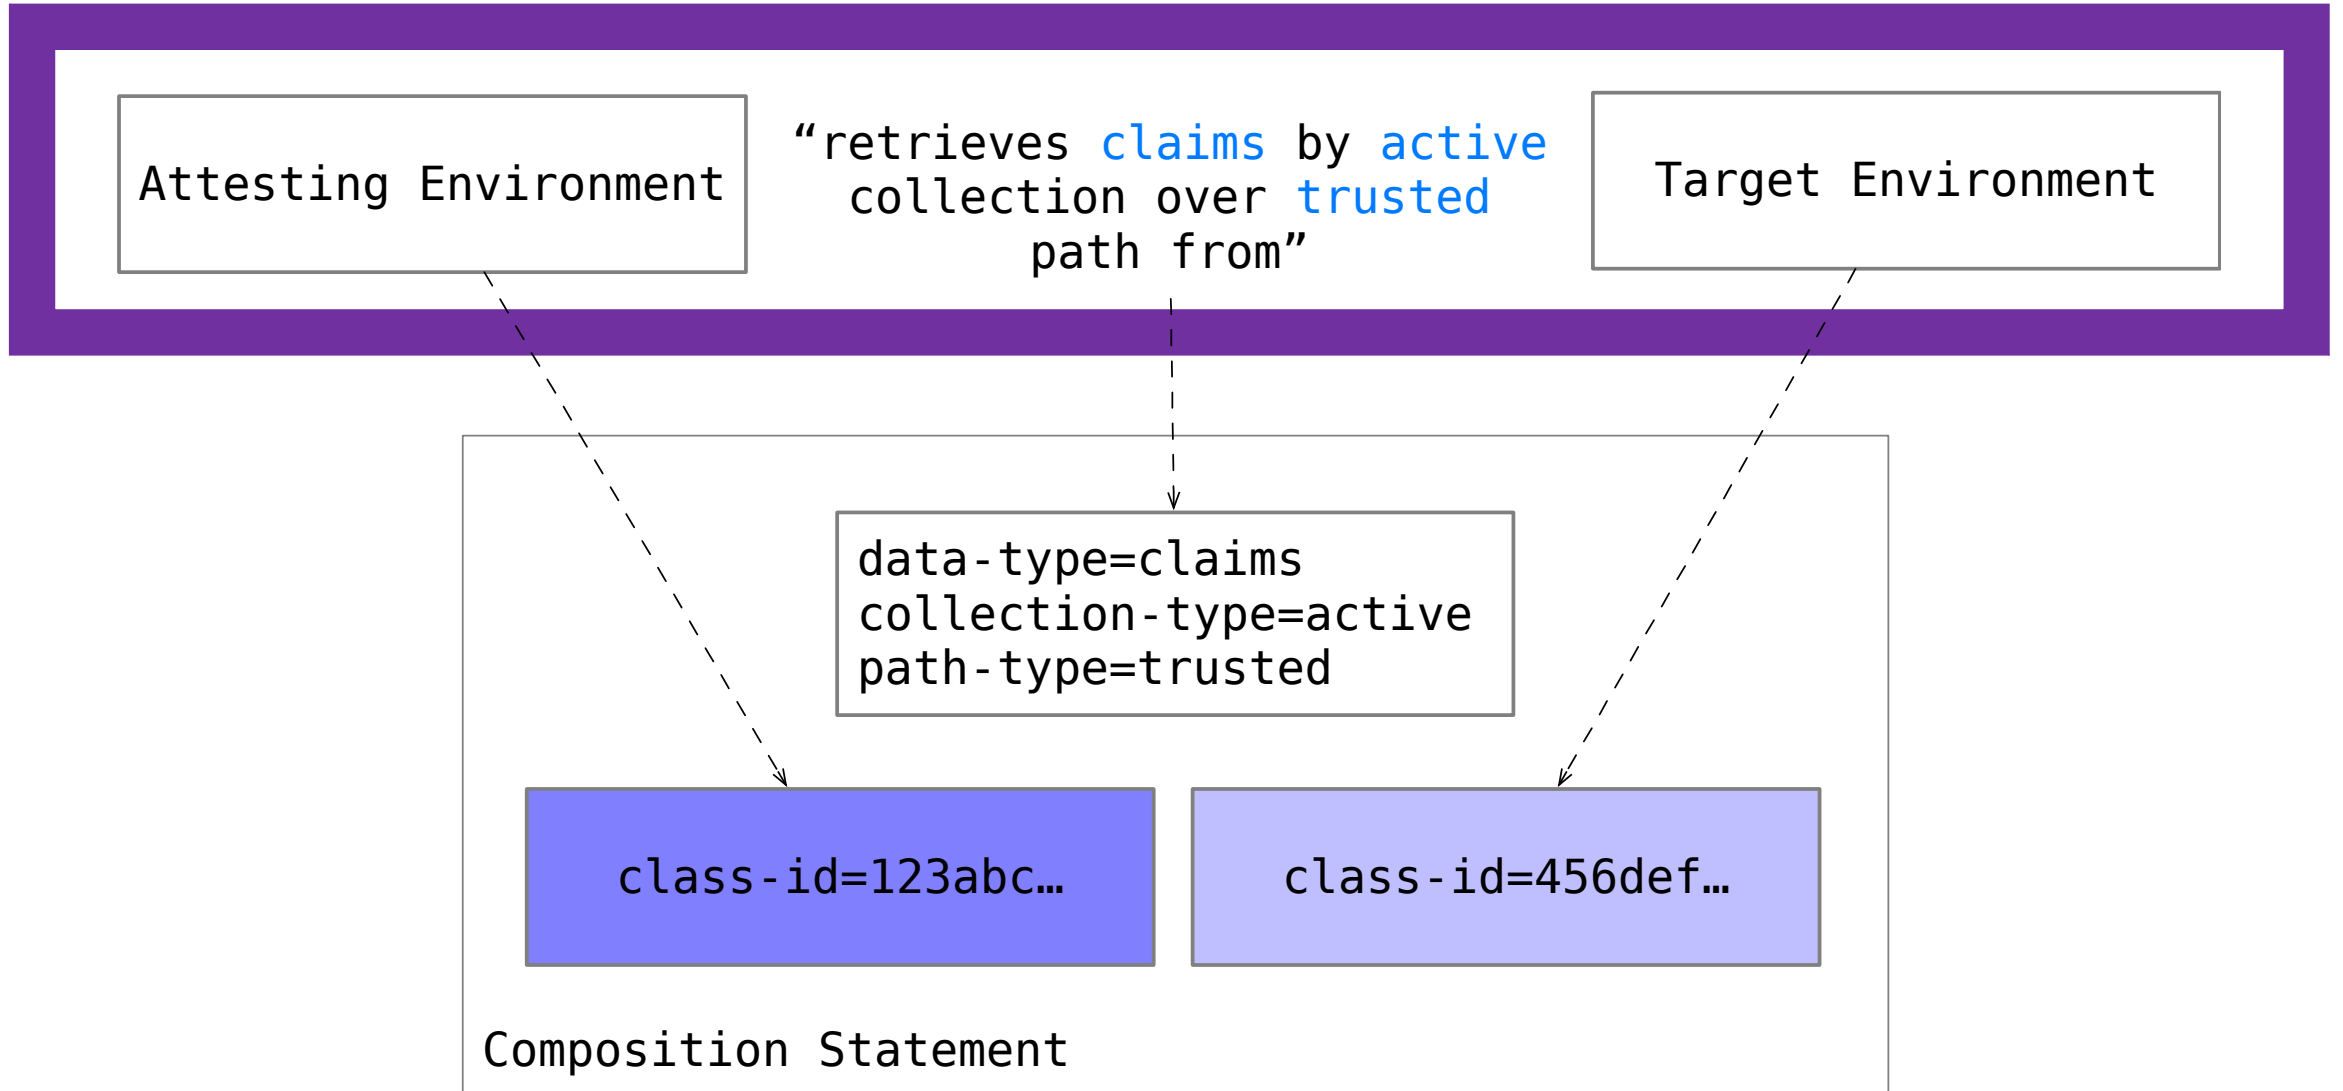 Attesting Environment
“retrieves claims by active
collection over trusted
path from”
Target Environment
data-type=claims
collection-type=active
path-type=trusted
class-id=123abc…
class-id=456def…
Composition Statement